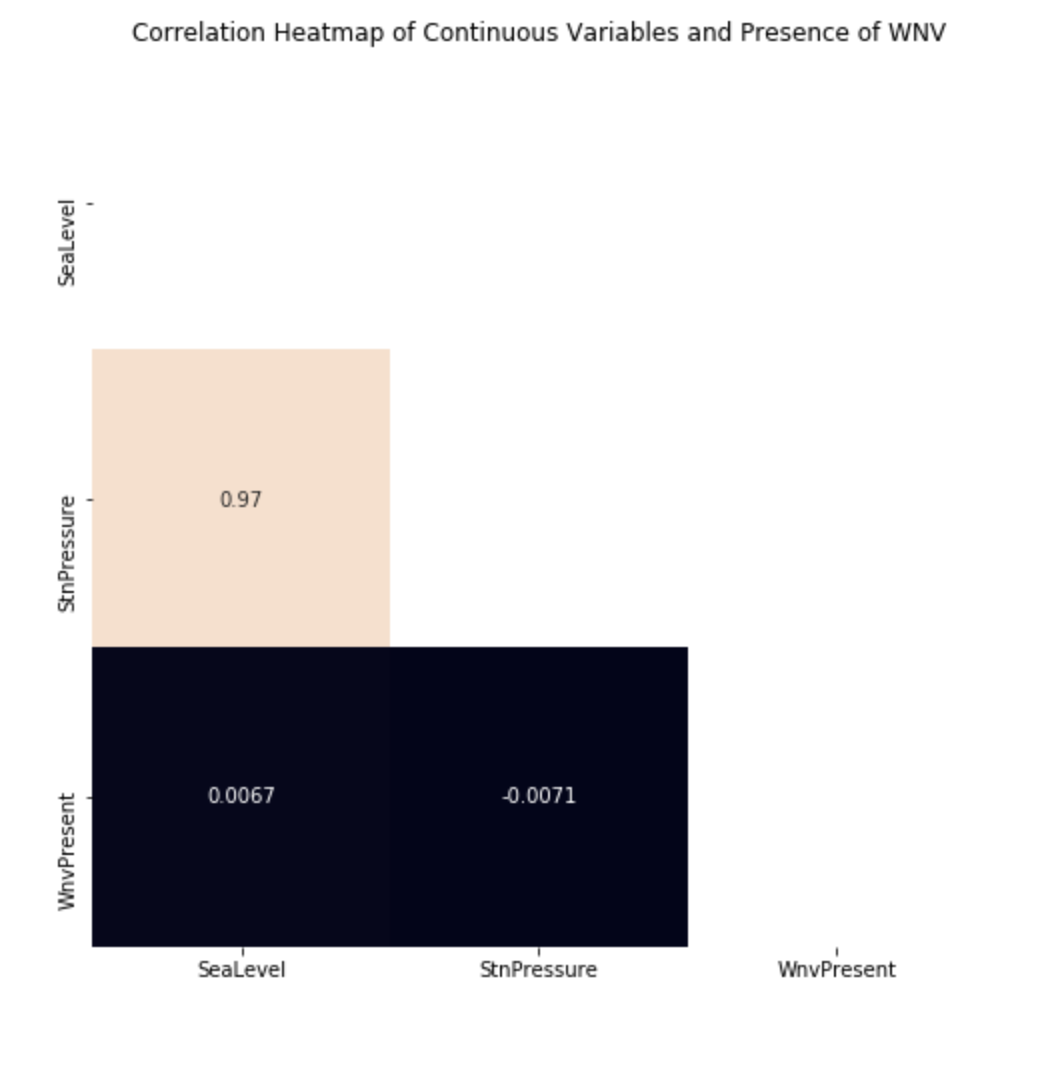 Correlation Heatmap of Continuous Variables and Presence of WNV
SeaLevel
StnPressure
0.97
WnvPresent
0.0067 -0.0071
SeaLevel StnPressure WnvPresent